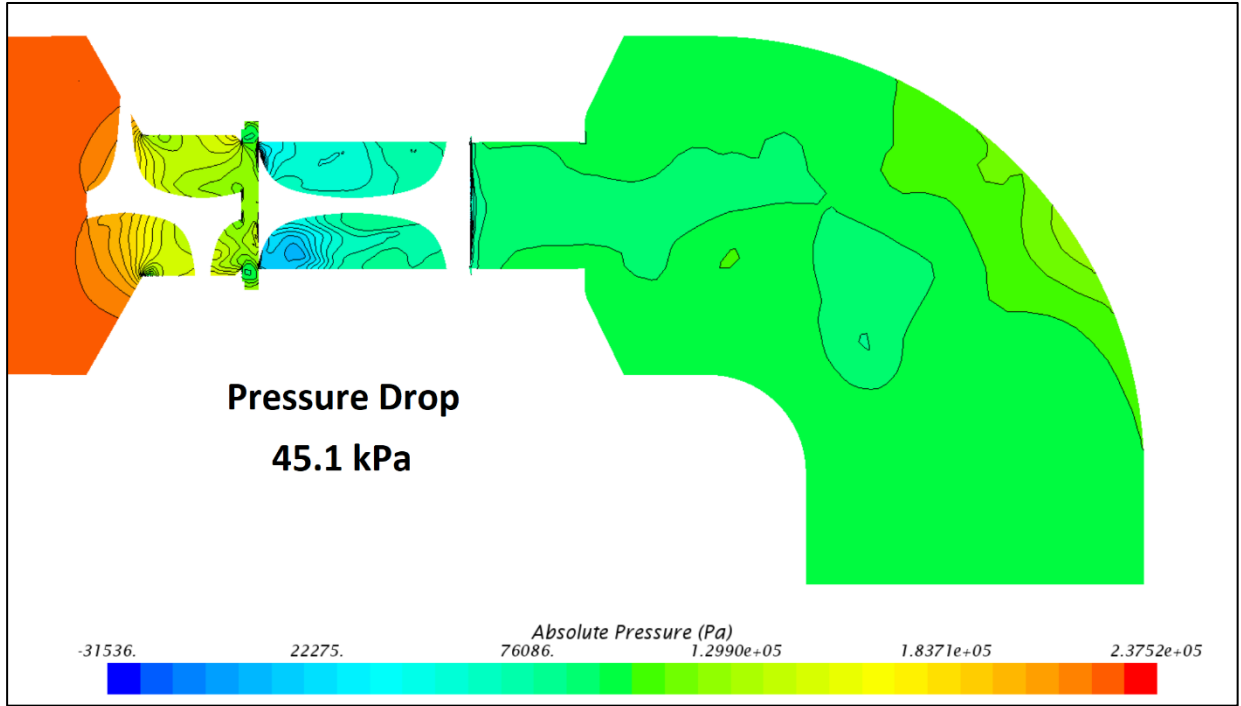 Pressure Drop
45.1 kPa
Absolute Pressure (Pa)
-31536. 22275. 76086. 1.2990e+05 1.8371e+05 2.3752e+05